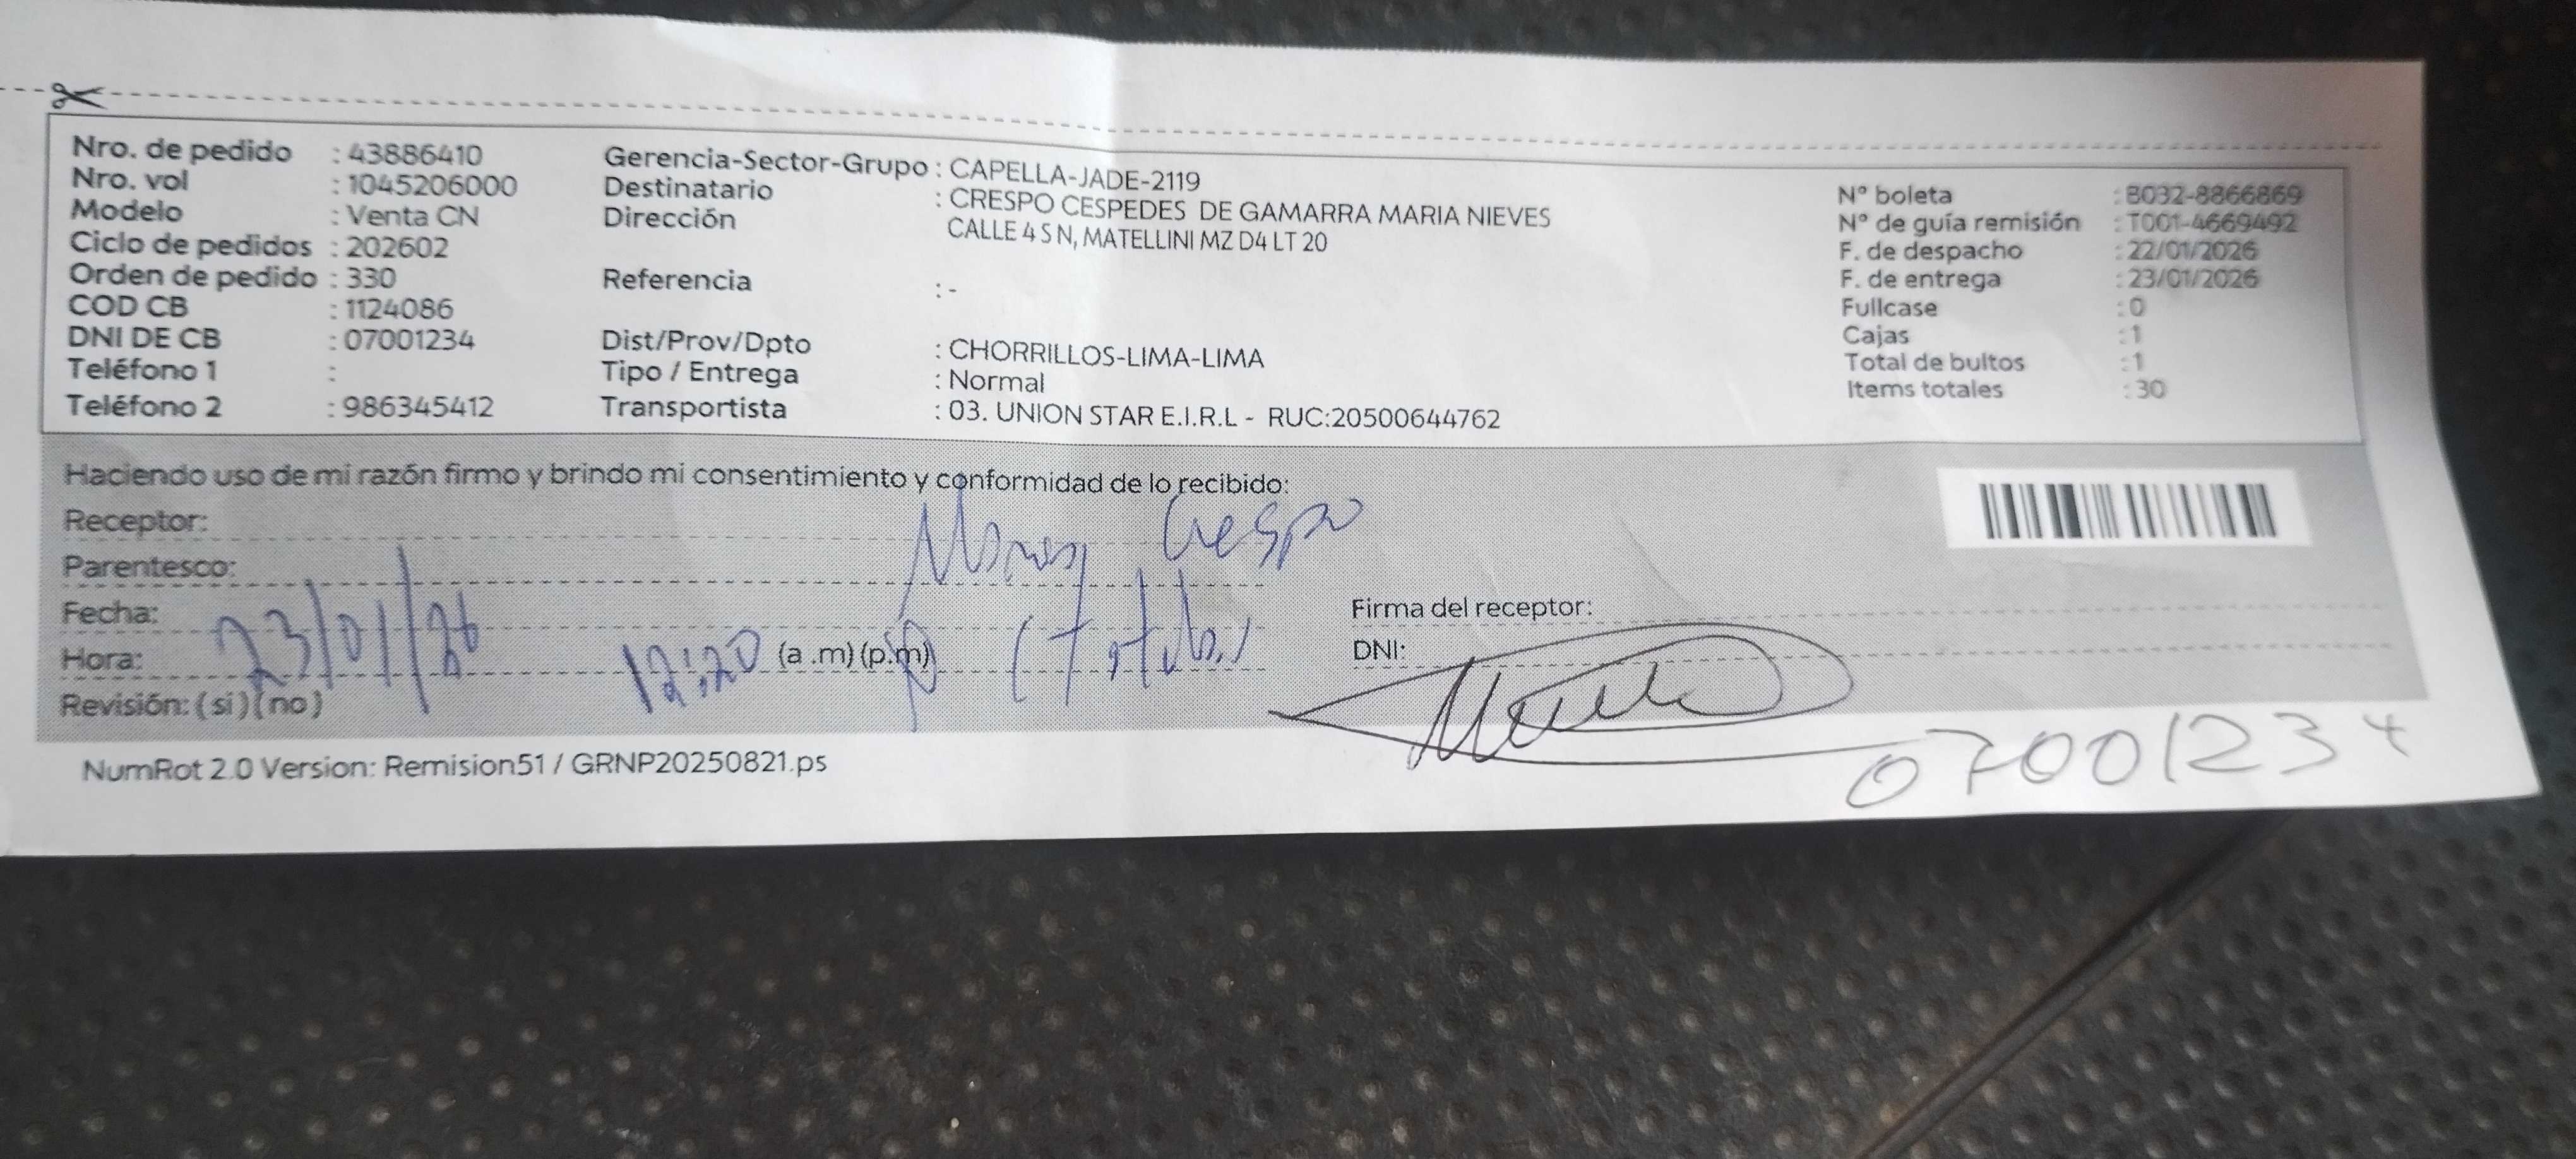 Nro. de pedido : 43886410
Nro. vol : 1045206000
Modelo : Venta CN
Ciclo de pedidos : 202602
Orden de pedido : 330
COD CB : 1124086
DNI DE CB : 07001234
Teléfono 1 :
Teléfono 2 : 986345412
Gerencia-Sector-Grupo : CAPELLA-JADE-2119
Destinatario : CRESPO CESPEDES DE GAMARRA MARIA NIEVES
Dirección CALLE 4 S N, MATELLINI MZ D4 LT 20
Referencia : -
Dist/Prov/Dpto : CHORRILLOS-LIMA-LIMA
Tipo / Entrega : Normal
Transportista : 03. UNION STAR E.I.R.L - RUC:20500644762
N° boleta : B032-8866869
N° de guía remisión : T001-4669492
F. de despacho : 22/01/2026
F. de entrega : 23/01/2026
Fullcase : 0
Cajas : 1
Total de bultos : 1
Items totales : 30
Haciendo uso de mi razón firmo y brindo mi consentimiento y conformidad de lo recibido:
Receptor: Crespo
Parentesco:
Fecha: 23/01/26
Hora: 12:20 (a .m) (p.m)
Revisión: ( si ) ( no )
Firma del receptor:
DNI:
07001234
NumRot 2.0 Version: Remision51 / GRNP20250821.ps